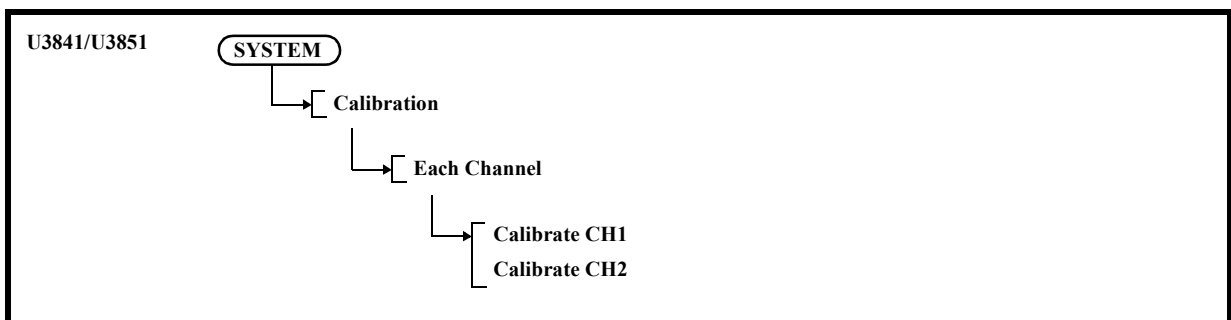 U3841/U3851
SYSTEM
Calibration
Each Channel
Calibrate CH1
Calibrate CH2